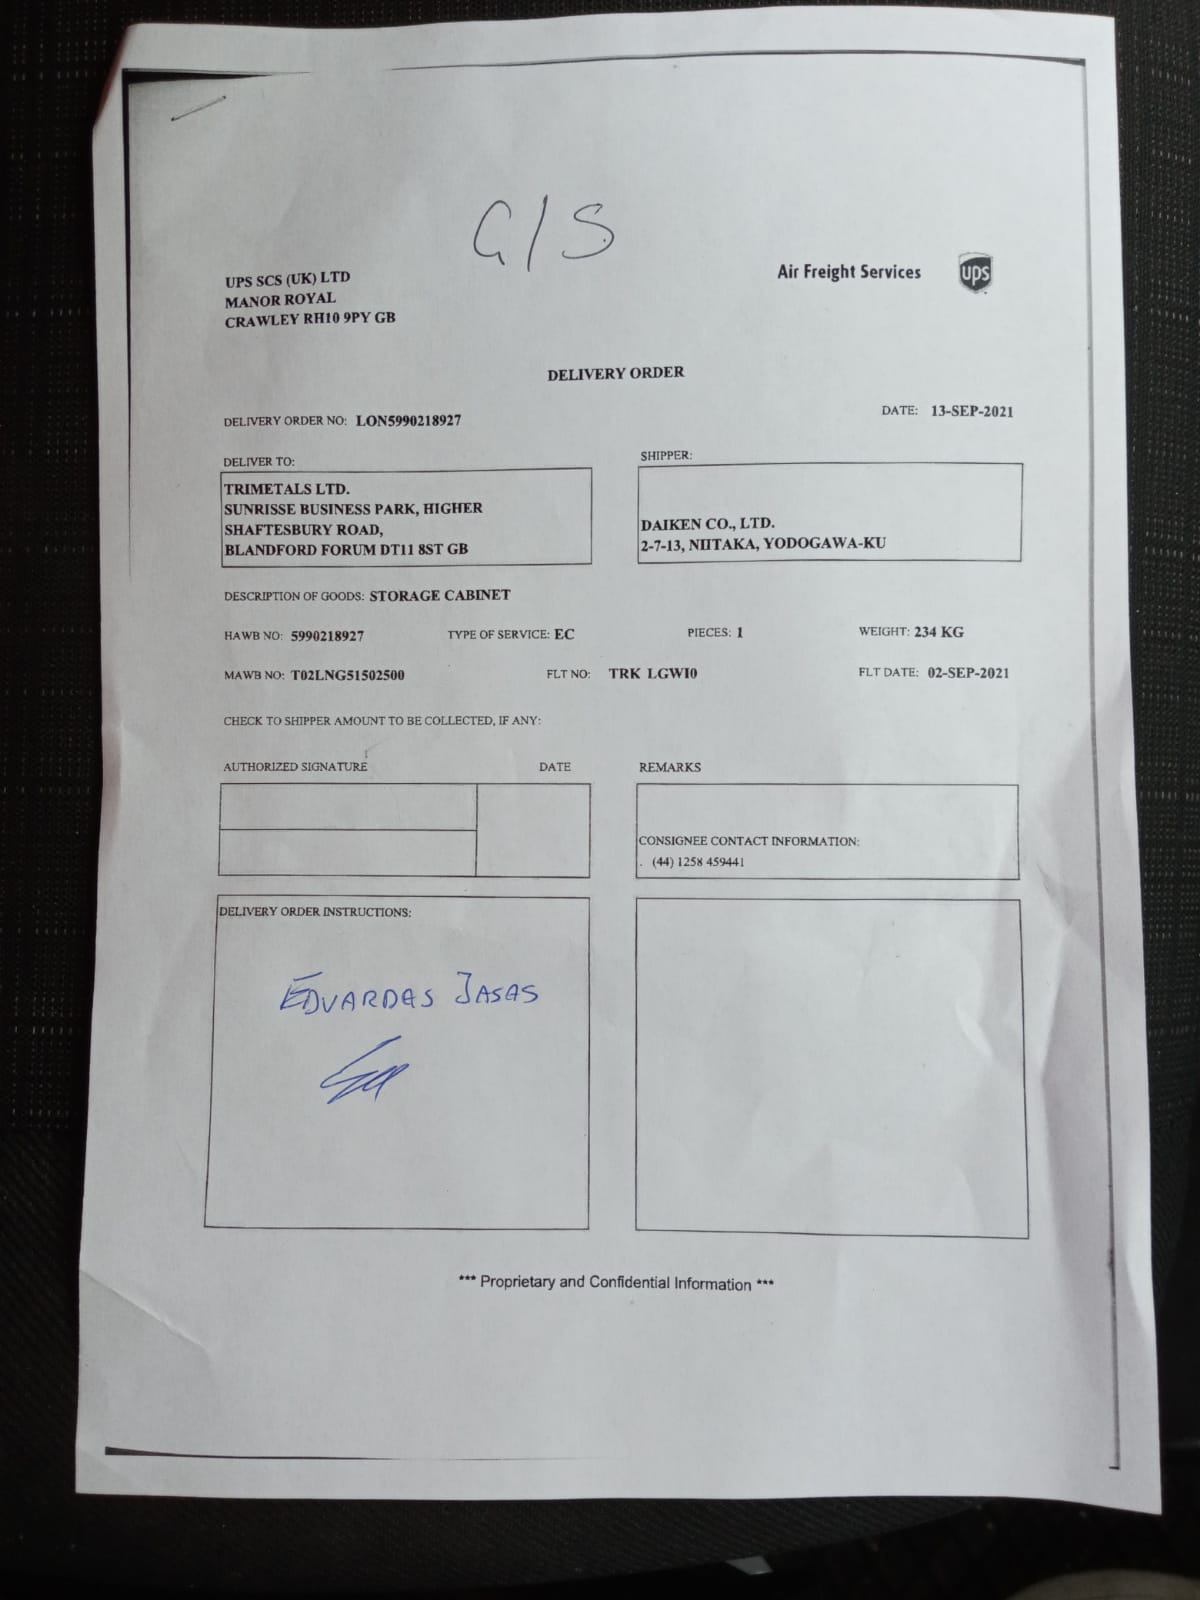 G/S
UPS SCS (UK) LTD
MANOR ROYAL
CRAWLEY RH10 9PY GB
Air Freight Services
ups
DELIVERY ORDER
DELIVERY ORDER NO: LON5990218927
DATE: 13-SEP-2021
DELIVER TO:
TRIMETALS LTD.
SUNRISSE BUSINESS PARK, HIGHER
SHAFTESBURY ROAD,
BLANDFORD FORUM DT11 8ST GB
SHIPPER:
DAIKEN CO., LTD.
2-7-13, NIITAKA, YODOGAWA-KU
DESCRIPTION OF GOODS: STORAGE CABINET
HAWB NO: 5990218927 TYPE OF SERVICE: EC PIECES: 1 WEIGHT: 234 KG
MAWB NO: T02LNG51502500 FLT NO: TRK LGWI0 FLT DATE: 02-SEP-2021
CHECK TO SHIPPER AMOUNT TO BE COLLECTED, IF ANY:
AUTHORIZED SIGNATURE DATE
REMARKS
CONSIGNEE CONTACT INFORMATION:
. (44) 1258 459441
DELIVERY ORDER INSTRUCTIONS:
EDVARDAS JASAS
*** Proprietary and Confidential Information ***